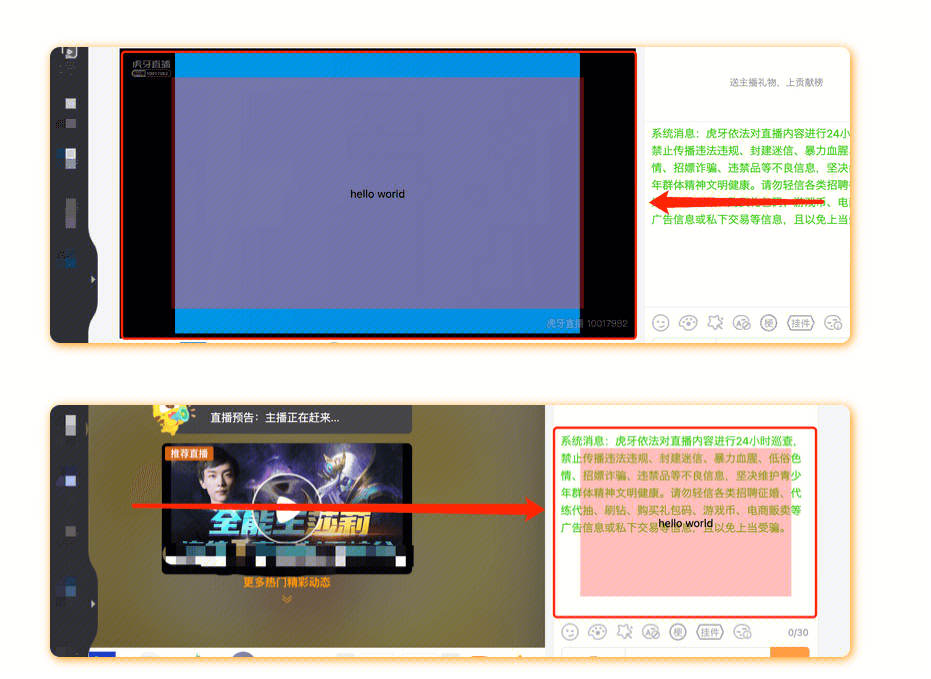 虎牙直播
送主播礼物，上贡献榜
系统消息：虎牙依法对直播内容进行24小
禁止传播违法违规、封建迷信、暴力血腥、
情、招嫖诈骗、违禁品等不良信息，坚决
年群体精神文明健康。请勿轻信各类招聘
游戏币、电
广告信息或私下交易等信息，且以免上当
hello world
虎牙直播 10017992
梗
挂件
直播预告：主播正在赶来...
推荐直播
全能王莎莉
更多热门精彩动态
系统消息：虎牙依法对直播内容进行24小时巡查，
禁止传播违法违规、封建迷信、暴力血腥、低俗色
情、招嫖诈骗、违禁品等不良信息，坚决维护青少
年群体精神文明健康。请勿轻信各类招聘征婚、代
练代抽、刷钻、购买礼包码、游戏币、电商贩卖等
广告信息或私下交易等信息，且以免上当受骗。
hello world
梗
挂件
0/30